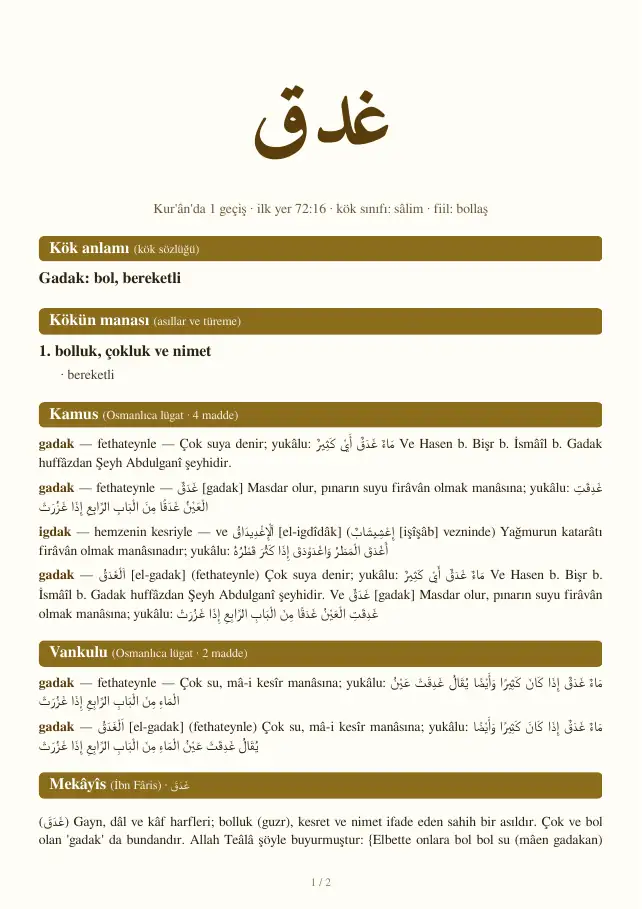 غدق
Kur'ân'da 1 geçiş · ilk yer 72:16 · kök sınıfı: sâlim · fiil: bollaş
Kök anlamı (kök sözlüğü)
Gadak: bol, bereketli
Kökün manası (asıllar ve türeme)
1. bolluk, çokluk ve nimet
· bereketli
Kamus (Osmanlıca lügat · 4 madde)
gadak — fethateynle — Çok suya denir; yukâlu: مَاءٌ غَدَقٌ أَيْ كَثِيرٌ Ve Hasen b. Bişr b. İsmâîl b. Gadak
huffâzdan Şeyh Abdulganî şeyhidir.
gadak — fethateynle — غَدَقٌ [gadak] Masdar olur, pınarın suyu firâvân olmak manâsına; yukâlu: غَدِقَتِ
الْعَيْنُ غَدَقًا مِنَ الْبَابِ الرَّابِعِ إِذَا غَزُرَتْ
igdak — hemzenin kesriyle — ve اَلْإِغْدِيدَاقُ [el-igdîdâk] (إِعْشِيشَابٌ [işîşâb] vezninde) Yağmurun katarâtı
firâvân olmak manâsınadır; yukâlu: أَغْدَقَ الْمَطَرُ وَاغْدَوْدَقَ إِذَا كَثُرَ قَطْرُهُ
gadak — اَلْغَدَقُ [el-gadak] (fethateynle) Çok suya denir; yukâlu: مَاءٌ غَدَقٌ أَيْ كَثِيرٌ Ve Hasen b. Bişr b.
İsmâîl b. Gadak huffâzdan Şeyh Abdulganî şeyhidir. Ve غَدَقٌ [gadak] Masdar olur, pınarın suyu firâvân
olmak manâsına; yukâlu: غَدِقَتِ الْعَيْنُ غَدَقًا مِنَ الْبَابِ الرَّابِعِ إِذَا غَزُرَتْ
Vankulu (Osmanlıca lügat · 2 madde)
gadak — fethateynle — Çok su, mâ-i kesîr manâsına; yukâlu: مَاءٌ غَدَقٌ إِذَا كَانَ كَثِيرًا وَأَيْضًا يُقَالُ غَدِقَتْ عَيْنُ
الْمَاءِ مِنَ الْبَابِ الرَّابِعِ إِذَا غَزُرَتْ
gadak — اَلْغَدَقُ [el-gadak] (fethateynle) Çok su, mâ-i kesîr manâsına; yukâlu: مَاءٌ غَدَقٌ إِذَا كَانَ كَثِيرًا وَأَيْضًا
يُقَالُ غَدِقَتْ عَيْنُ الْمَاءِ مِنَ الْبَابِ الرَّابِعِ إِذَا غَزُرَتْ
Mekâyîs (İbn Fâris) · غَدَقَ
(غَدَقَ) Gayn, dâl ve kâf harfleri; bolluk (guzr), kesret ve nimet ifade eden sahih bir asıldır. Çok ve bol
olan 'gadak' da bundandır. Allah Teâlâ şöyle buyurmuştur: {Elbette onlara bol bol su (mâen gadakan)
1 / 2